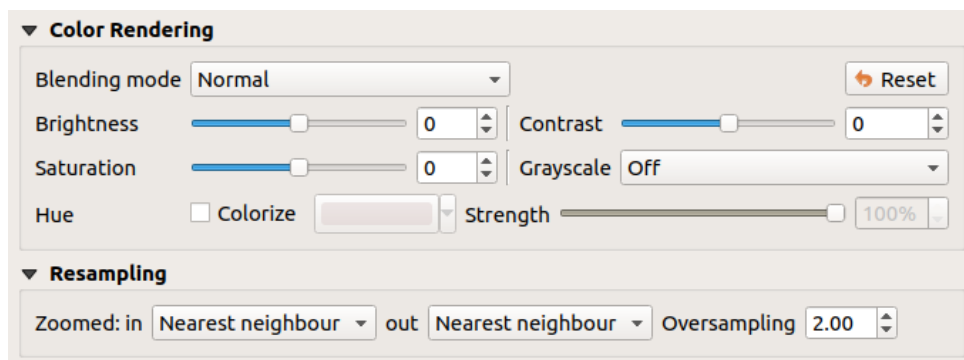 Color Rendering
Blending mode Normal Reset
Brightness 0 Contrast 0
Saturation 0 Grayscale Off
Hue Colorize Strength 100%
Resampling
Zoomed: in Nearest neighbour out Nearest neighbour Oversampling 2.00